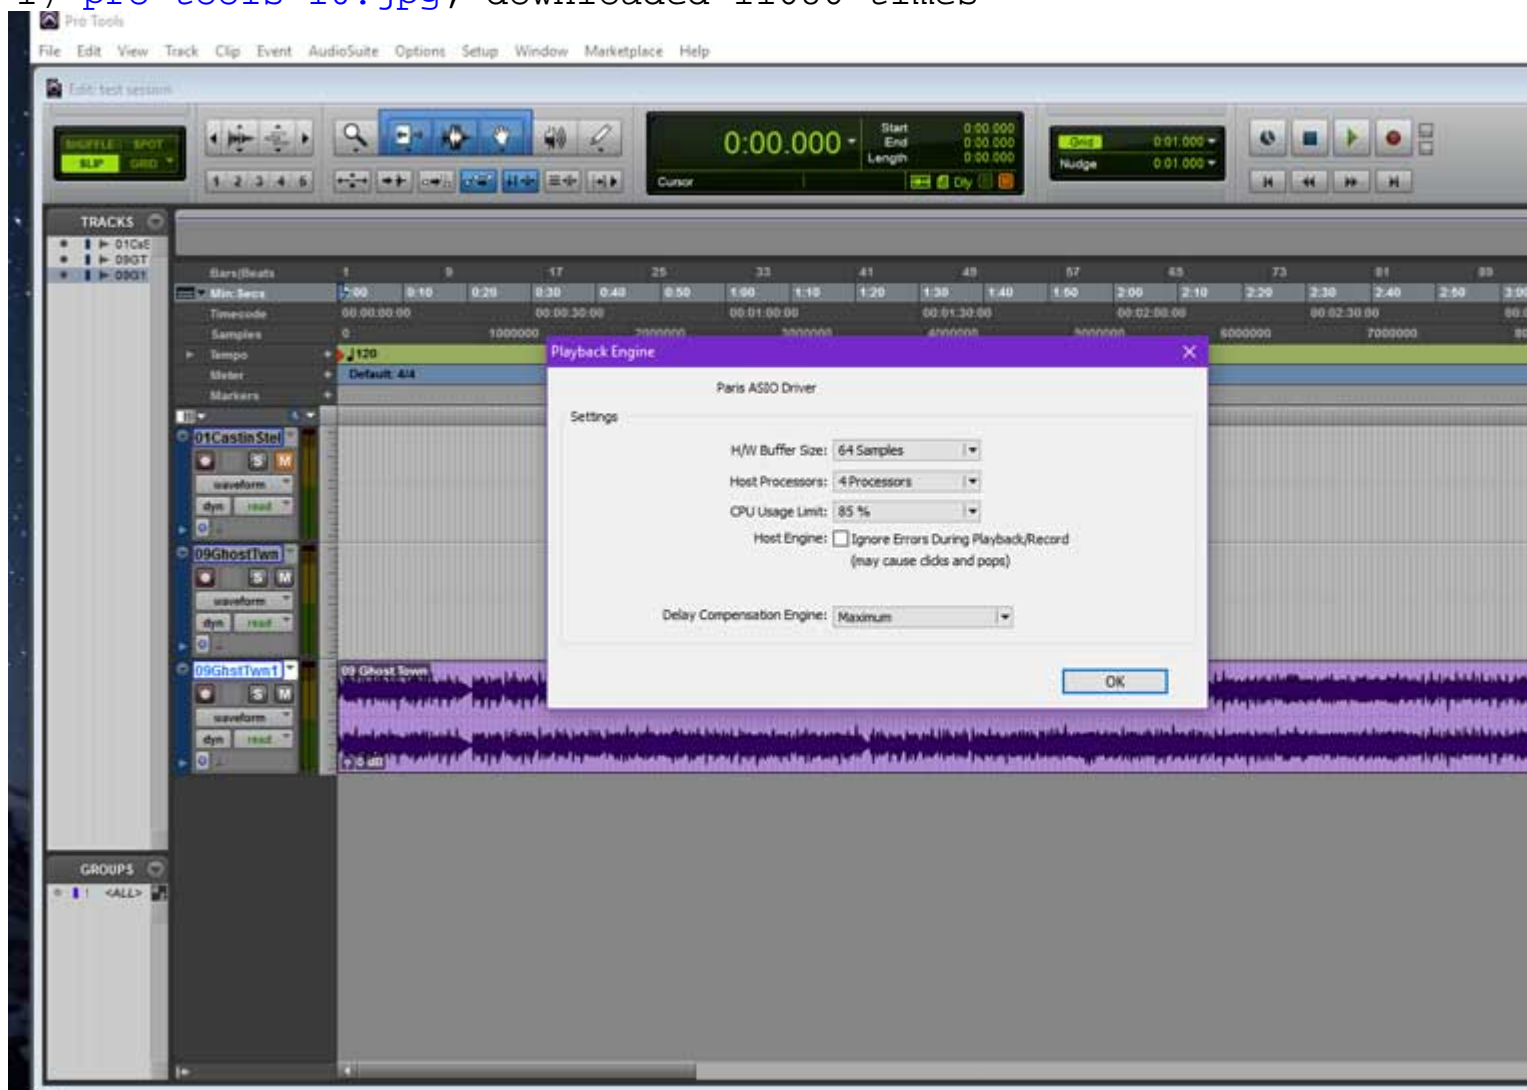 Pro Tools
File Edit View Track Clip Event AudioSuite Options Setup Window Marketplace Help
Edit: test session
SHUFFLE SPOT
SLIP GRID
1 2 3 4 5
0:00.000
Start 0:00.000
End 0:00.000
Length 0:00.000
Cursor
Dly
Grid 0:01.000
Nudge 0:01.000
TRACKS
09GT
Bars|Beats 1 9 17 25 33 41 49 57 65 73 81 89
Min:Secs 0:00 0:10 0:20 0:30 0:40 0:50 1:00 1:10 1:20 1:30 1:40 1:50 2:00 2:10 2:20 2:30 2:40 2:50
Timecode 00:00:00:00 00:00:30:00 00:01:00:00 00:01:30:00 00:02:00:00 00:02:30:00
Samples 0 1000000 2000000 3000000 4000000 5000000 6000000 7000000
Tempo 120
Meter Default: 4/4
Markers
Playback Engine
Paris ASIO Driver
Settings
H/W Buffer Size: 64 Samples
Host Processors: 4 Processors
CPU Usage Limit: 85 %
Host Engine: Ignore Errors During Playback/Record
(may cause clicks and pops)
Delay Compensation Engine: Maximum
OK
01CastinStel
S M
waveform
dyn read
09GhostTwn
S M
waveform
dyn read
09GhstTwn1
S M
waveform
dyn read
09 Ghost Town
0 dB
GROUPS
! <ALL>